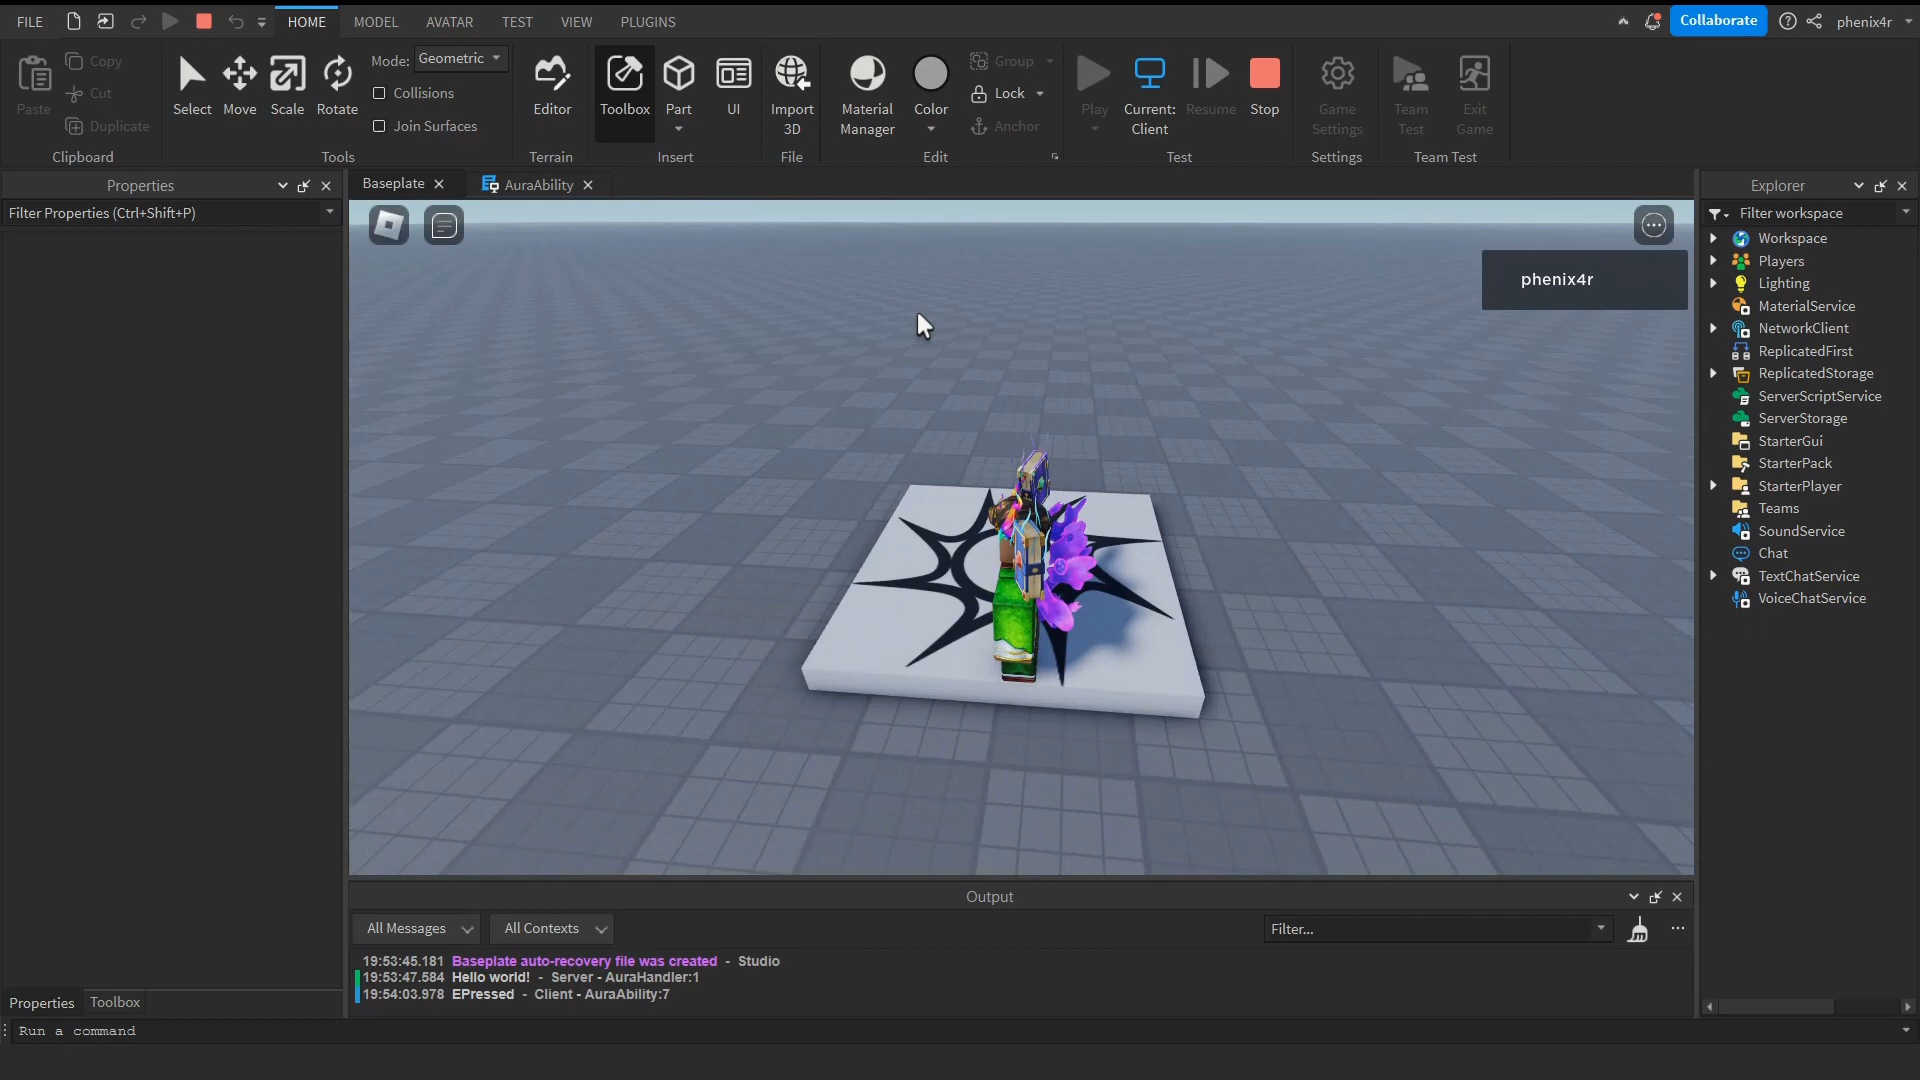 FILE HOME MODEL AVATAR TEST VIEW PLUGINS Collaborate phenix4r
Paste Copy Cut Duplicate Clipboard
Select Move Scale Rotate Mode: Geometric Collisions Join Surfaces Tools
Editor Terrain
Toolbox Part UI Insert
Import 3D File
Material Manager Color Group Lock Anchor Edit
Play Current: Client Resume Stop Test
Game Settings Settings
Team Test Exit Game Team Test
Properties
Filter Properties (Ctrl+Shift+P)
Baseplate AuraAbility
phenix4r
Explorer
Filter workspace
Workspace
Players
Lighting
MaterialService
NetworkClient
ReplicatedFirst
ReplicatedStorage
ServerScriptService
ServerStorage
StarterGui
StarterPack
StarterPlayer
Teams
SoundService
Chat
TextChatService
VoiceChatService
Output
All Messages All Contexts Filter...
19:53:45.181 Baseplate auto-recovery file was created - Studio
19:53:47.584 Hello world! - Server - AuraHandler:1
19:54:03.978 EPressed - Client - AuraAbility:7
Properties Toolbox
Run a command